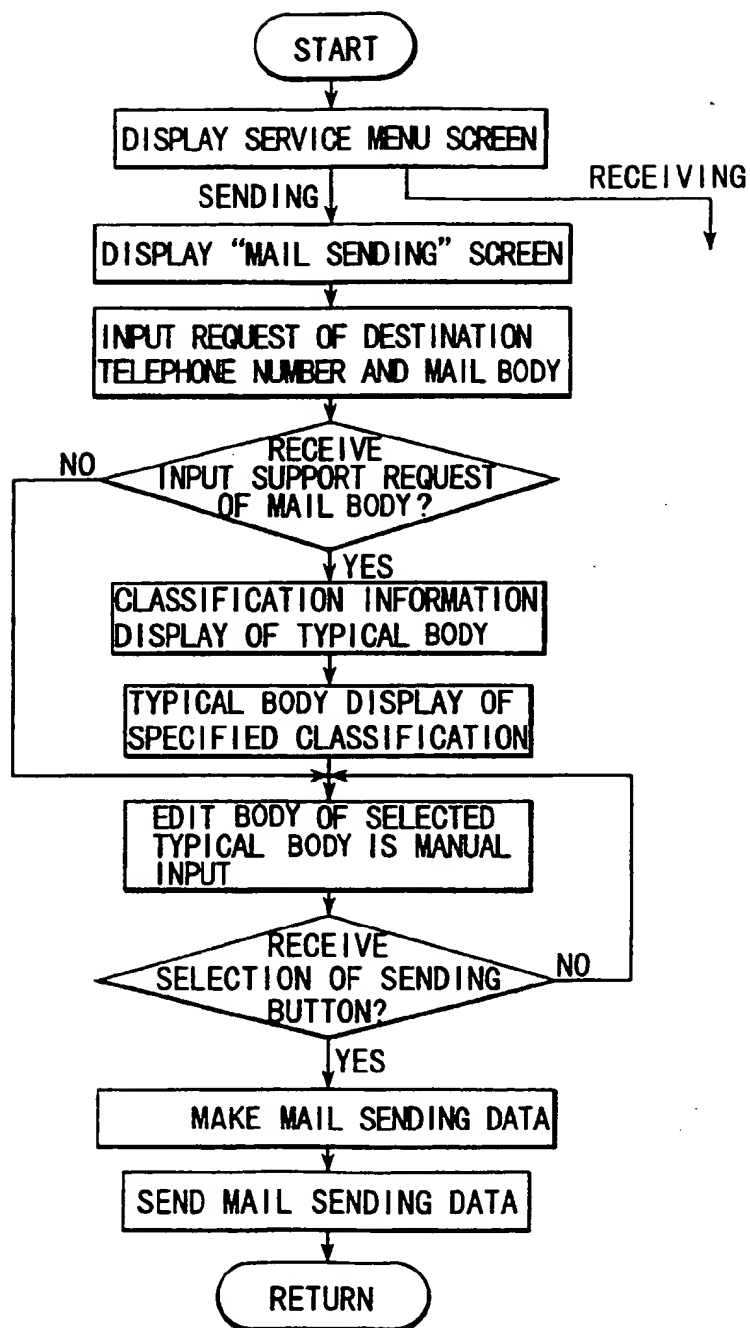 START
DISPLAY SERVICE MENU SCREEN
RECEIVING
SENDING
DISPLAY “MAIL SENDING” SCREEN
INPUT REQUEST OF DESTINATION
TELEPHONE NUMBER AND MAIL BODY
RECEIVE
NO
INPUT SUPPORT REQUEST
OF MAIL BODY?
YES
CLASSIFICATION INFORMATION
DISPLAY OF TYPICAL BODY
TYPICAL BODY DISPLAY OF
SPECIFIED CLASSIFICATION
EDIT BODY OF SELECTED
TYPICAL BODY IS MANUAL
INPUT
RECEIVE
SELECTION OF SENDING
NO
BUTTON?
YES
MAKE MAIL SENDING DATA
SEND MAIL SENDING DATA
RETURN